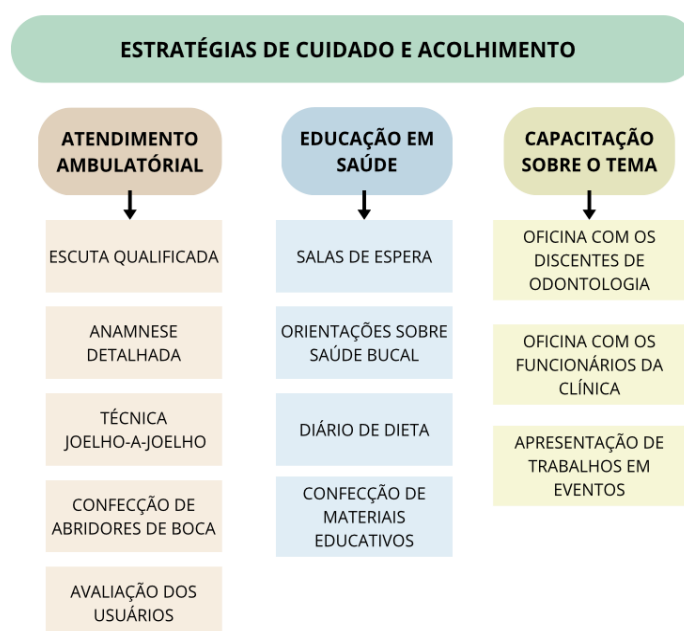 ESTRATÉGIAS DE CUIDADO E ACOLHIMENTO
ATENDIMENTO
AMBULATÓRIAL
ESCUTA QUALIFICADA
ANAMNESE
DETALHADA
TÉCNICA
JOELHO-A-JOELHO
CONFECÇÃO DE
ABRIDORES DE BOCA
AVALIAÇÃO DOS
USUÁRIOS
EDUCAÇÃO EM
SAÚDE
SALAS DE ESPERA
ORIENTAÇÕES SOBRE
SAÚDE BUCAL
DIÁRIO DE DIETA
CONFECÇÃO DE
MATERIAIS
EDUCATIVOS
CAPACITAÇÃO
SOBRE O TEMA
OFICINA COM OS
DISCENTES DE
ODONTOLOGIA
OFICINA COM OS
FUNCIONÁRIOS DA
CLÍNICA
APRESENTAÇÃO DE
TRABALHOS EM
EVENTOS